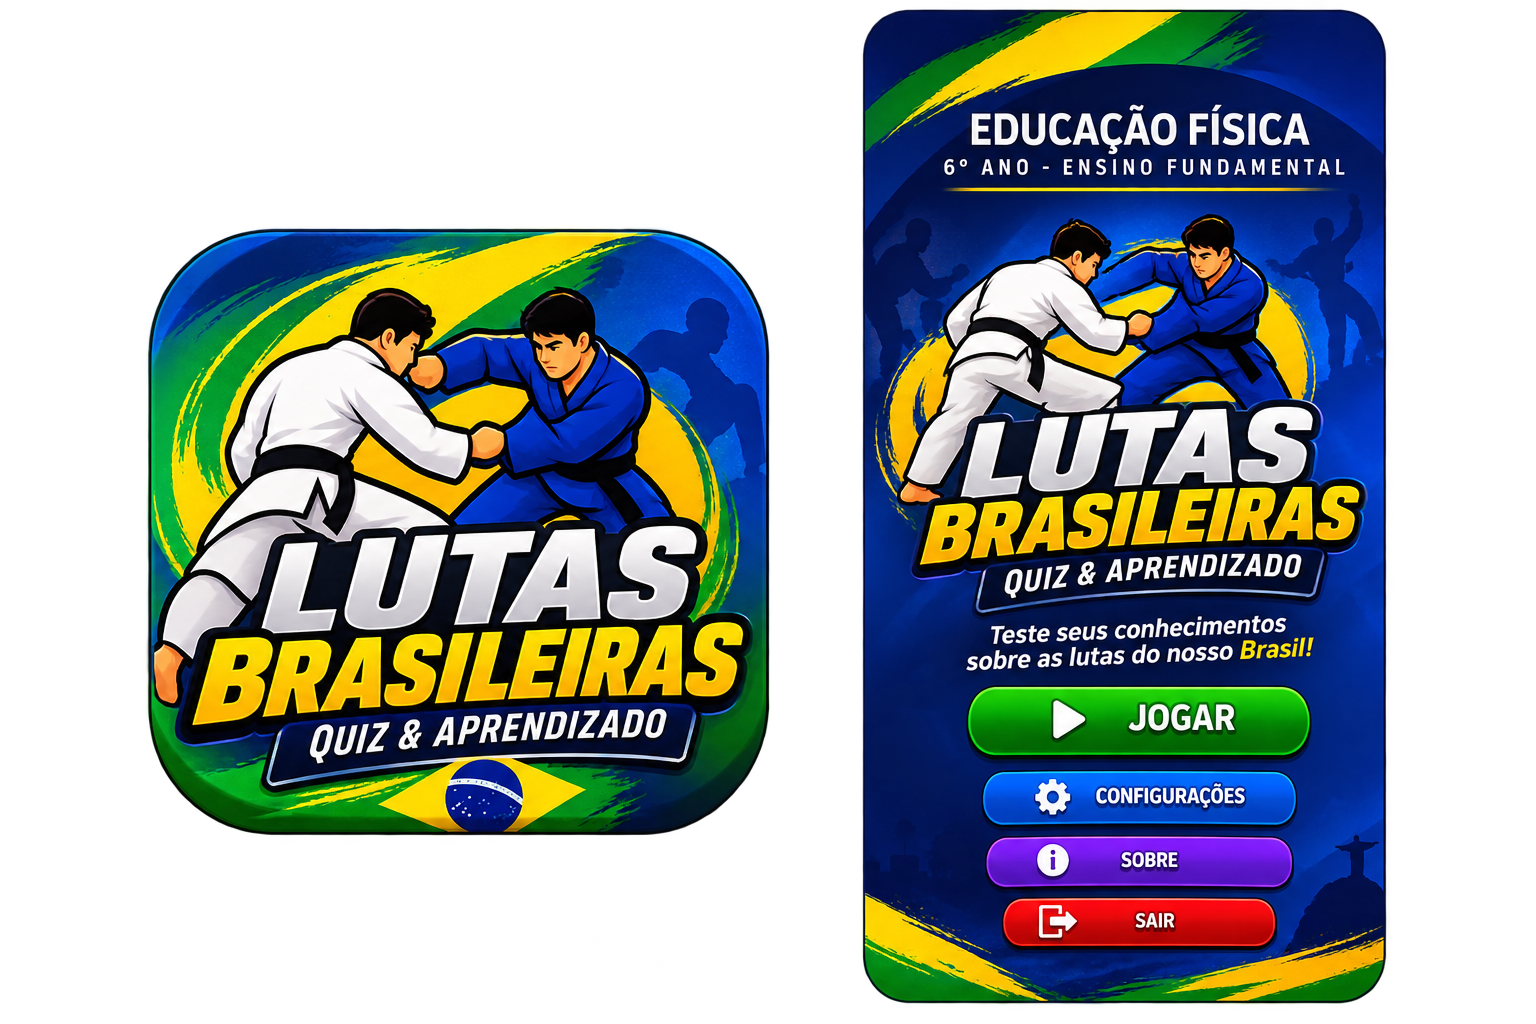 LUTAS
BRASILEIRAS
QUIZ & APRENDIZADO
EDUCAÇÃO FÍSICA
6º ANO - ENSINO FUNDAMENTAL
LUTAS
BRASILEIRAS
QUIZ & APRENDIZADO
Teste seus conhecimentos
sobre as lutas do nosso Brasil!
JOGAR
CONFIGURAÇÕES
SOBRE
SAIR